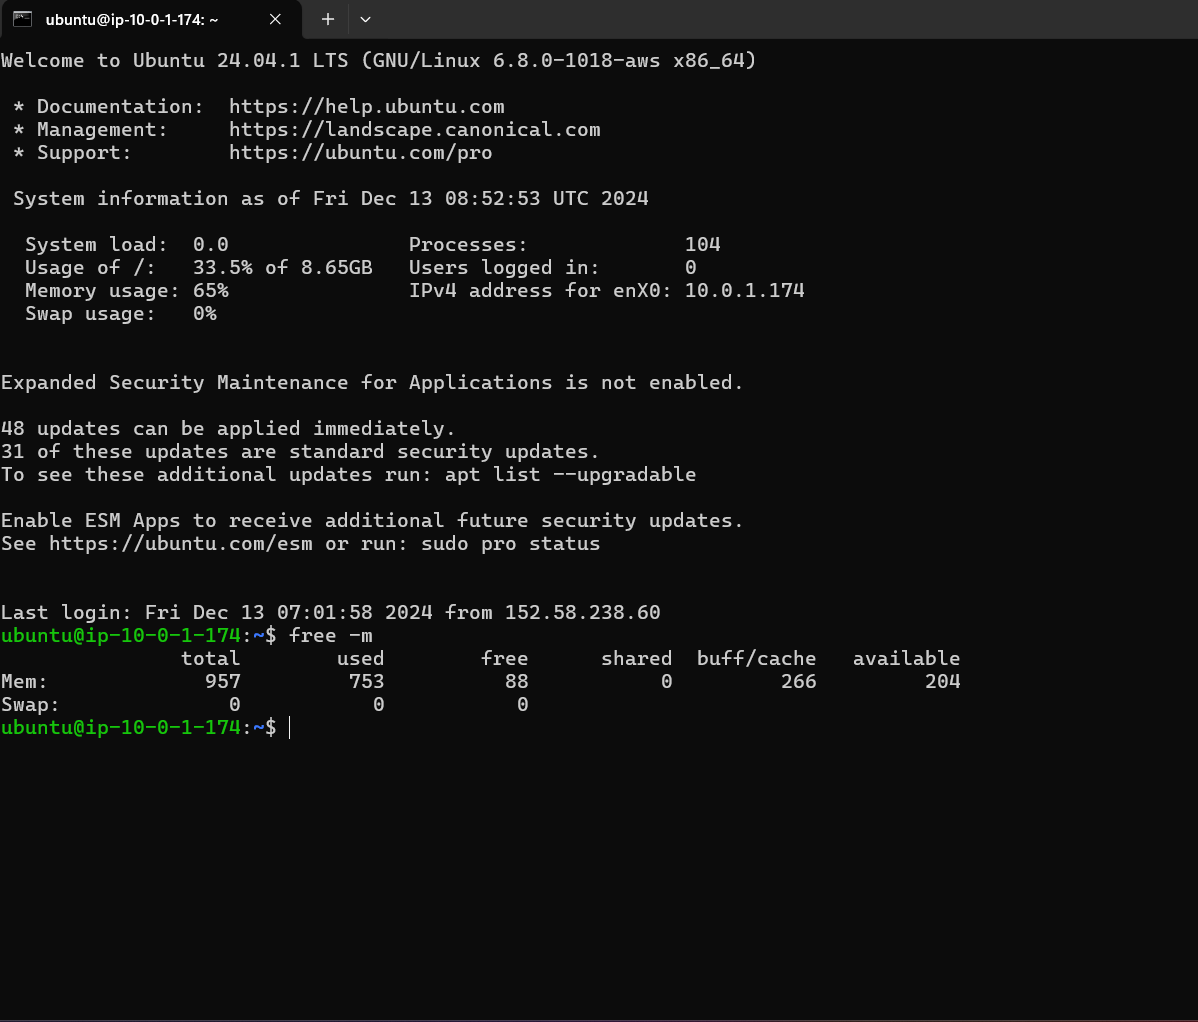 ubuntu@ip-10-0-1-174: ~
Welcome to Ubuntu 24.04.1 LTS (GNU/Linux 6.8.0-1018-aws x86_64)
* Documentation:  https://help.ubuntu.com
* Management:     https://landscape.canonical.com
* Support:        https://ubuntu.com/pro
System information as of Fri Dec 13 08:52:53 UTC 2024
System load:  0.0               Processes:             104
Usage of /:   33.5% of 8.65GB   Users logged in:       0
Memory usage: 65%               IPv4 address for enX0: 10.0.1.174
Swap usage:   0%
Expanded Security Maintenance for Applications is not enabled.
48 updates can be applied immediately.
31 of these updates are standard security updates.
To see these additional updates run: apt list --upgradable
Enable ESM Apps to receive additional future security updates.
See https://ubuntu.com/esm or run: sudo pro status
Last login: Fri Dec 13 07:01:58 2024 from 152.58.238.60
ubuntu@ip-10-0-1-174:~$ free -m
               total        used        free      shared  buff/cache   available
Mem:             957         753          88           0         266         204
Swap:              0           0           0
ubuntu@ip-10-0-1-174:~$